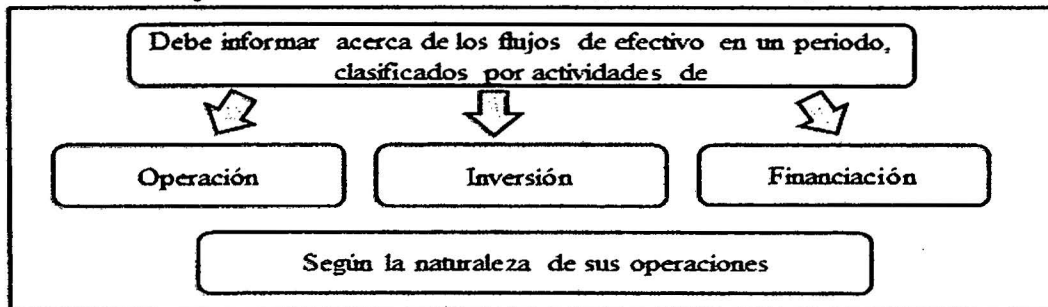 Debe informar acerca de los flujos de efectivo en un periodo,
clasificados por actividades de
Operación
Inversión
Financiación
Según la naturaleza de sus operaciones